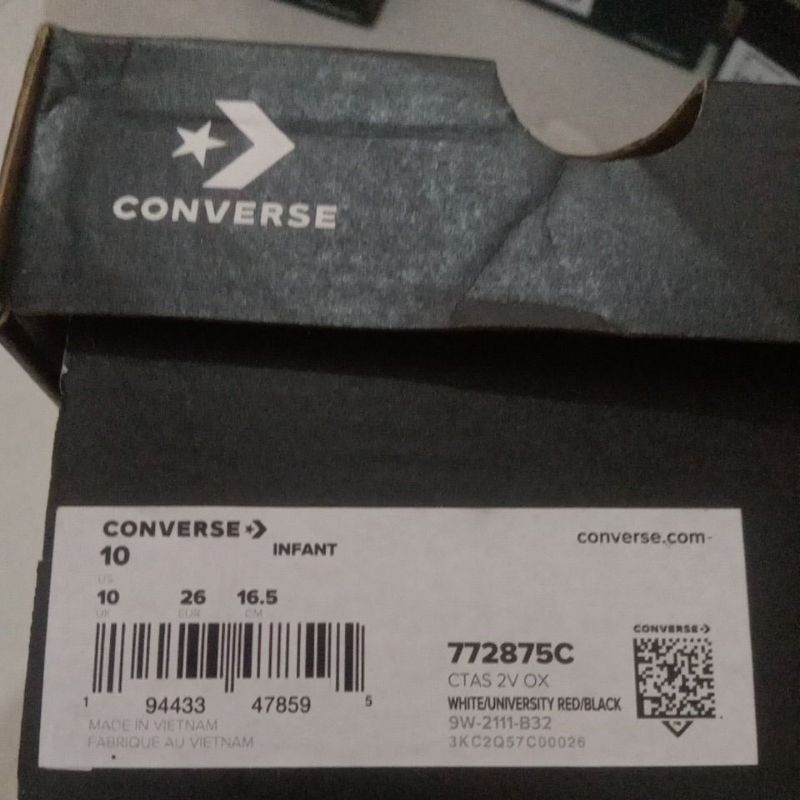 CONVERSE
CONVERSE
10
INFANT
converse.com
US
10 26 16.5
UK EUR CM
1 94433 47859 5
MADE IN VIETNAM
FABRIQUE AU VIETNAM
772875C
CTAS 2V OX
WHITE/UNIVERSITY RED/BLACK
9W-2111-B32
3KC2Q57C00026
CONVERSE